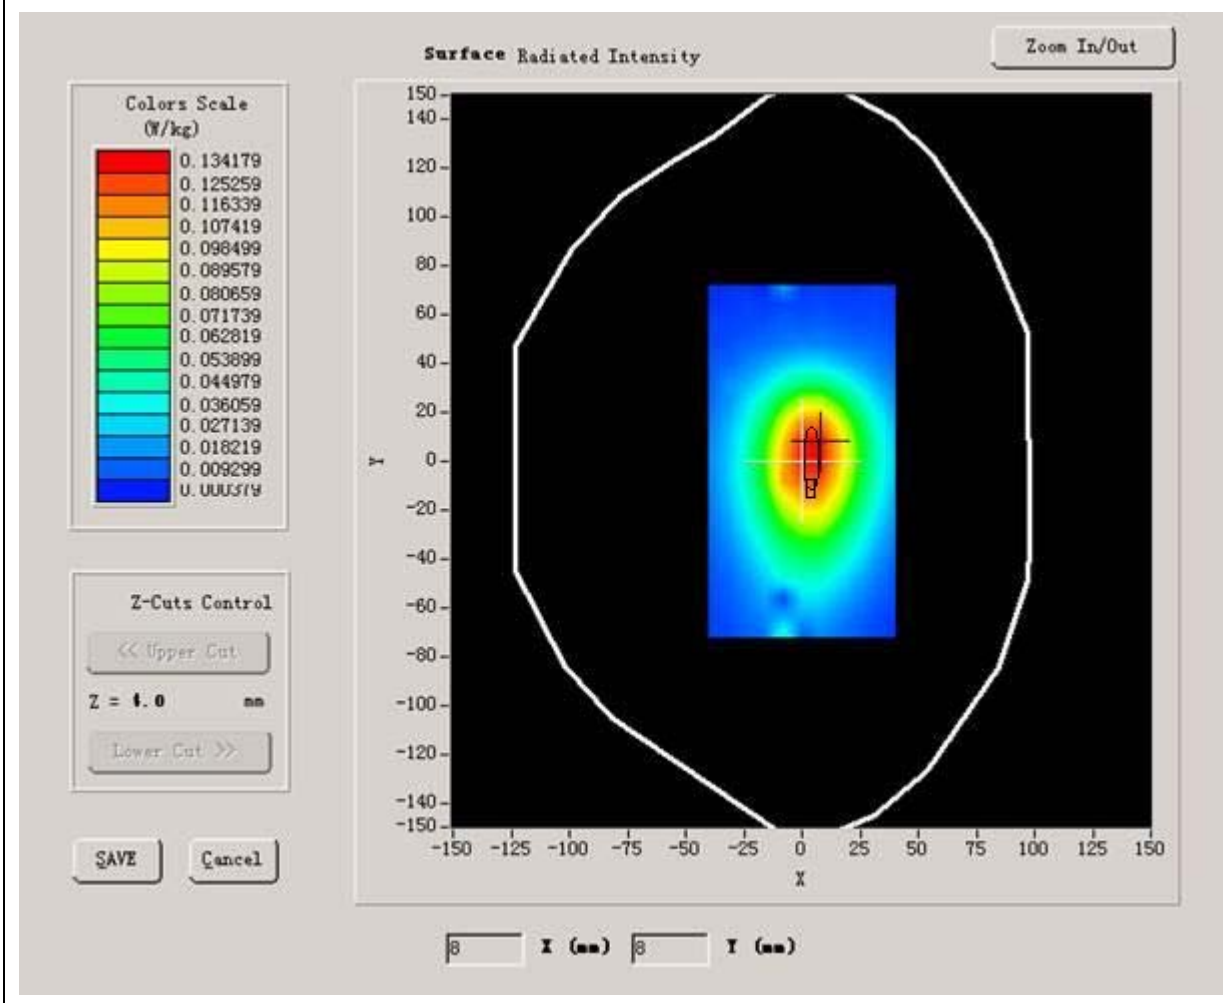 Surface Radiated Intensity
Zoom In/Out
Colors Scale
(W/kg)
0.134179
0.125259
0.116339
0.107419
0.098499
0.089579
0.080659
0.071739
0.062819
0.053899
0.044979
0.036059
0.027139
0.018219
0.009299
0.000379
Z-Cuts Control
<< Upper Cut
Z = mm
Lower Cut >>
SAVE
Cancel
150
140
120
100
80
60
40
20
0
-20
-40
-60
-80
-100
-120
-140
-150
Y
-150 -125 -100 -75 -50 -25 0 25 50 75 100 125 150
X
8 X (mm) 8 Y (mm)